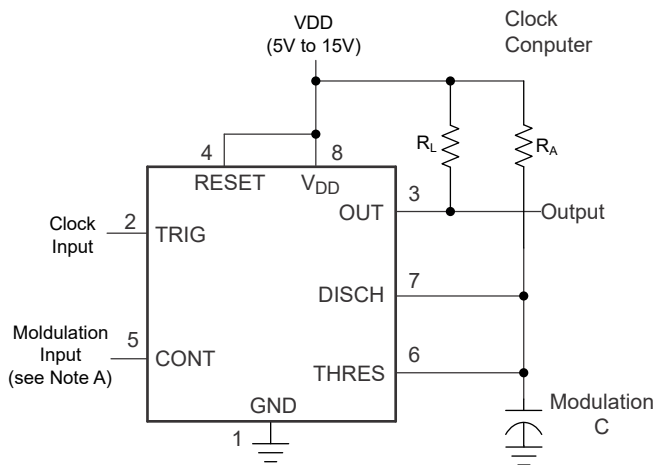 VDD
(5V to 15V)
Clock
Conputer
4
8
RESET
VDD
RL
RA
3
OUT
Output
Clock
Input
2
TRIG
7
DISCH
Moldulation
Input
(see Note A)
5
CONT
6
THRES
GND
1
Modulation
C